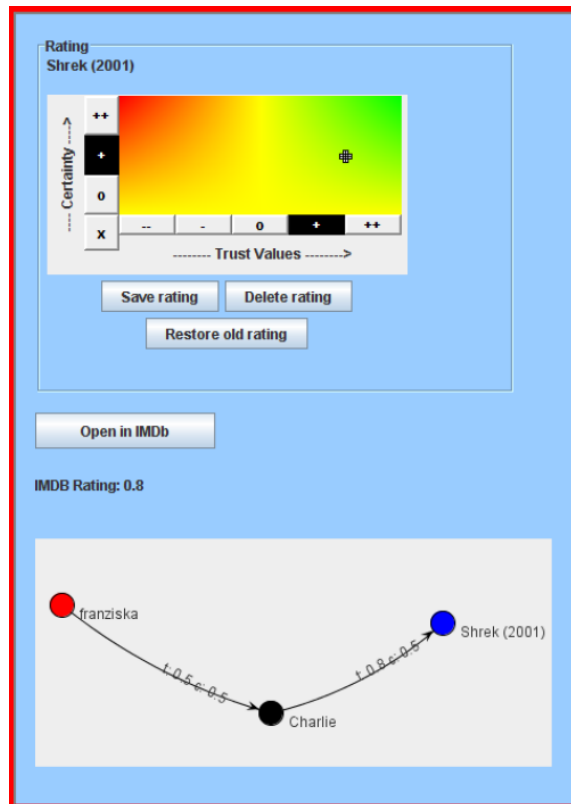 Rating
Shrek (2001)
++
+
0
X
---- Certainty ---->
-- - 0 + ++
-------- Trust Values -------->
Save rating Delete rating
Restore old rating
Open in IMDb
IMDB Rating: 0.8
franziska
Shrek (2001)
t: 0.5 c: 0.5
t: 0.8 c: 0.5
Charlie